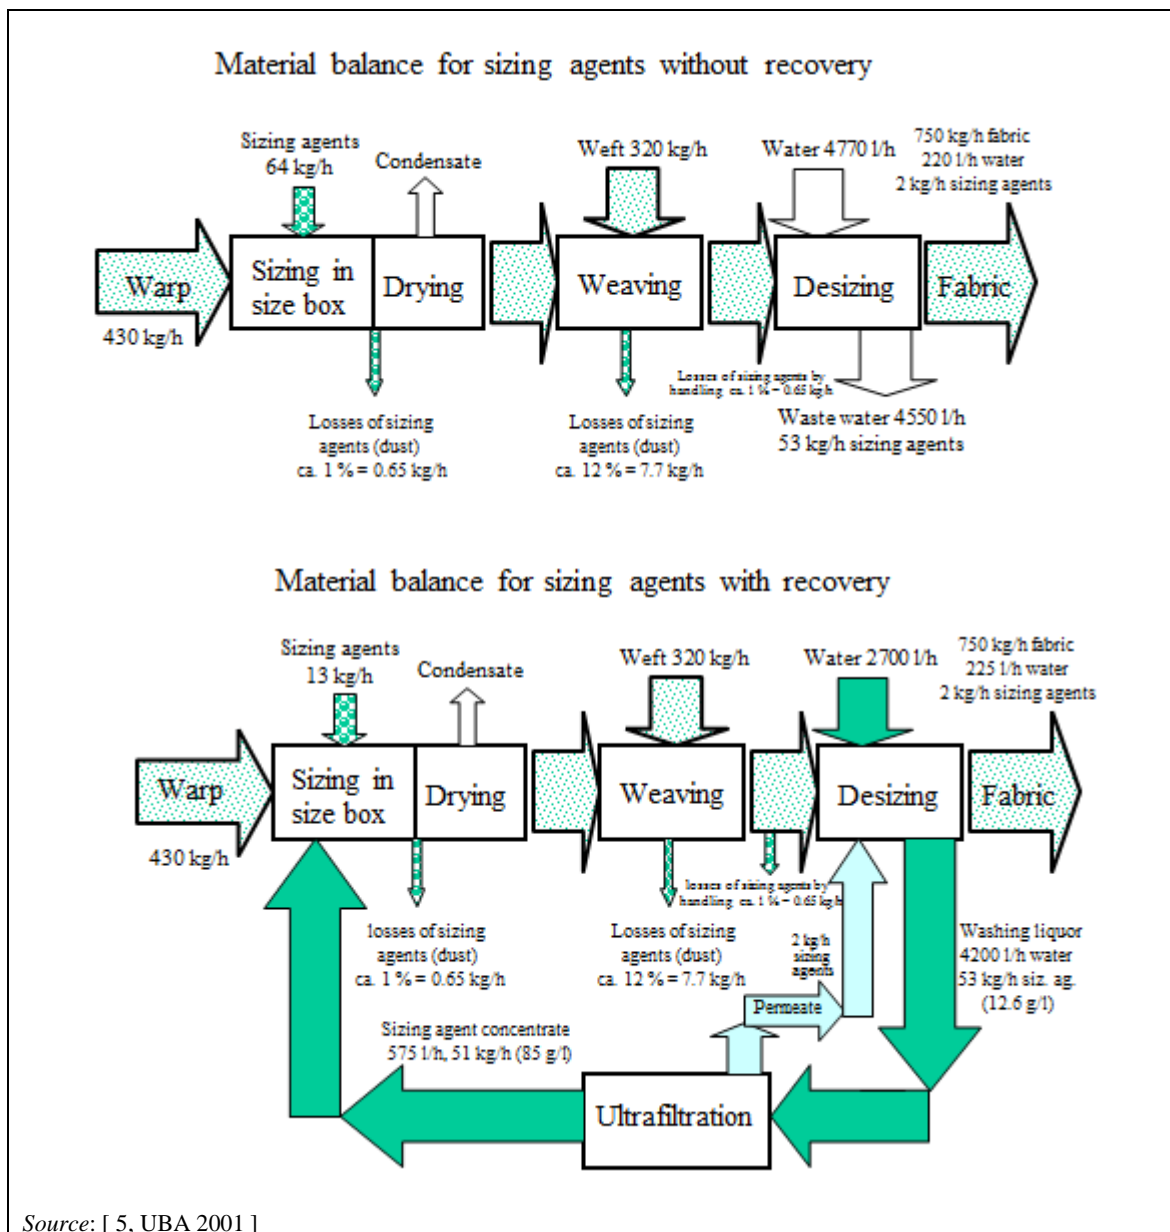 Material balance for sizing agents without recovery
Sizing agents
64 kg/h
Condensate
Weft 320 kg/h
Water 4770 l/h
750 kg/h fabric
220 l/h water
2 kg/h sizing agents
Warp
430 kg/h
Sizing in
size box
Drying
Weaving
Desizing
Fabric
Losses of sizing
agents (dust)
ca. 1 % = 0.65 kg/h
Losses of sizing
agents (dust)
ca. 12 % = 7.7 kg/h
Losses of sizing agents by
handling ca. 1 % = 0.65 kg/h
Waste water 4550 l/h
53 kg/h sizing agents
Material balance for sizing agents with recovery
Sizing agents
13 kg/h
Condensate
Weft 320 kg/h
Water 2700 l/h
750 kg/h fabric
225 l/h water
2 kg/h sizing agents
Warp
430 kg/h
Sizing in
size box
Drying
Weaving
Desizing
Fabric
losses of sizing
agents (dust)
ca. 1 % = 0.65 kg/h
Losses of sizing
agents (dust)
ca. 12 % = 7.7 kg/h
losses of sizing agents by
handling ca. 1 % = 0.65 kg/h
2 kg/h
sizing
agents
Washing liquor
4200 l/h water
53 kg/h siz. ag.
(12.6 g/l)
Permeate
Sizing agent concentrate
575 l/h, 51 kg/h (85 g/l)
Ultrafiltration
Source: [ 5, UBA 2001 ]